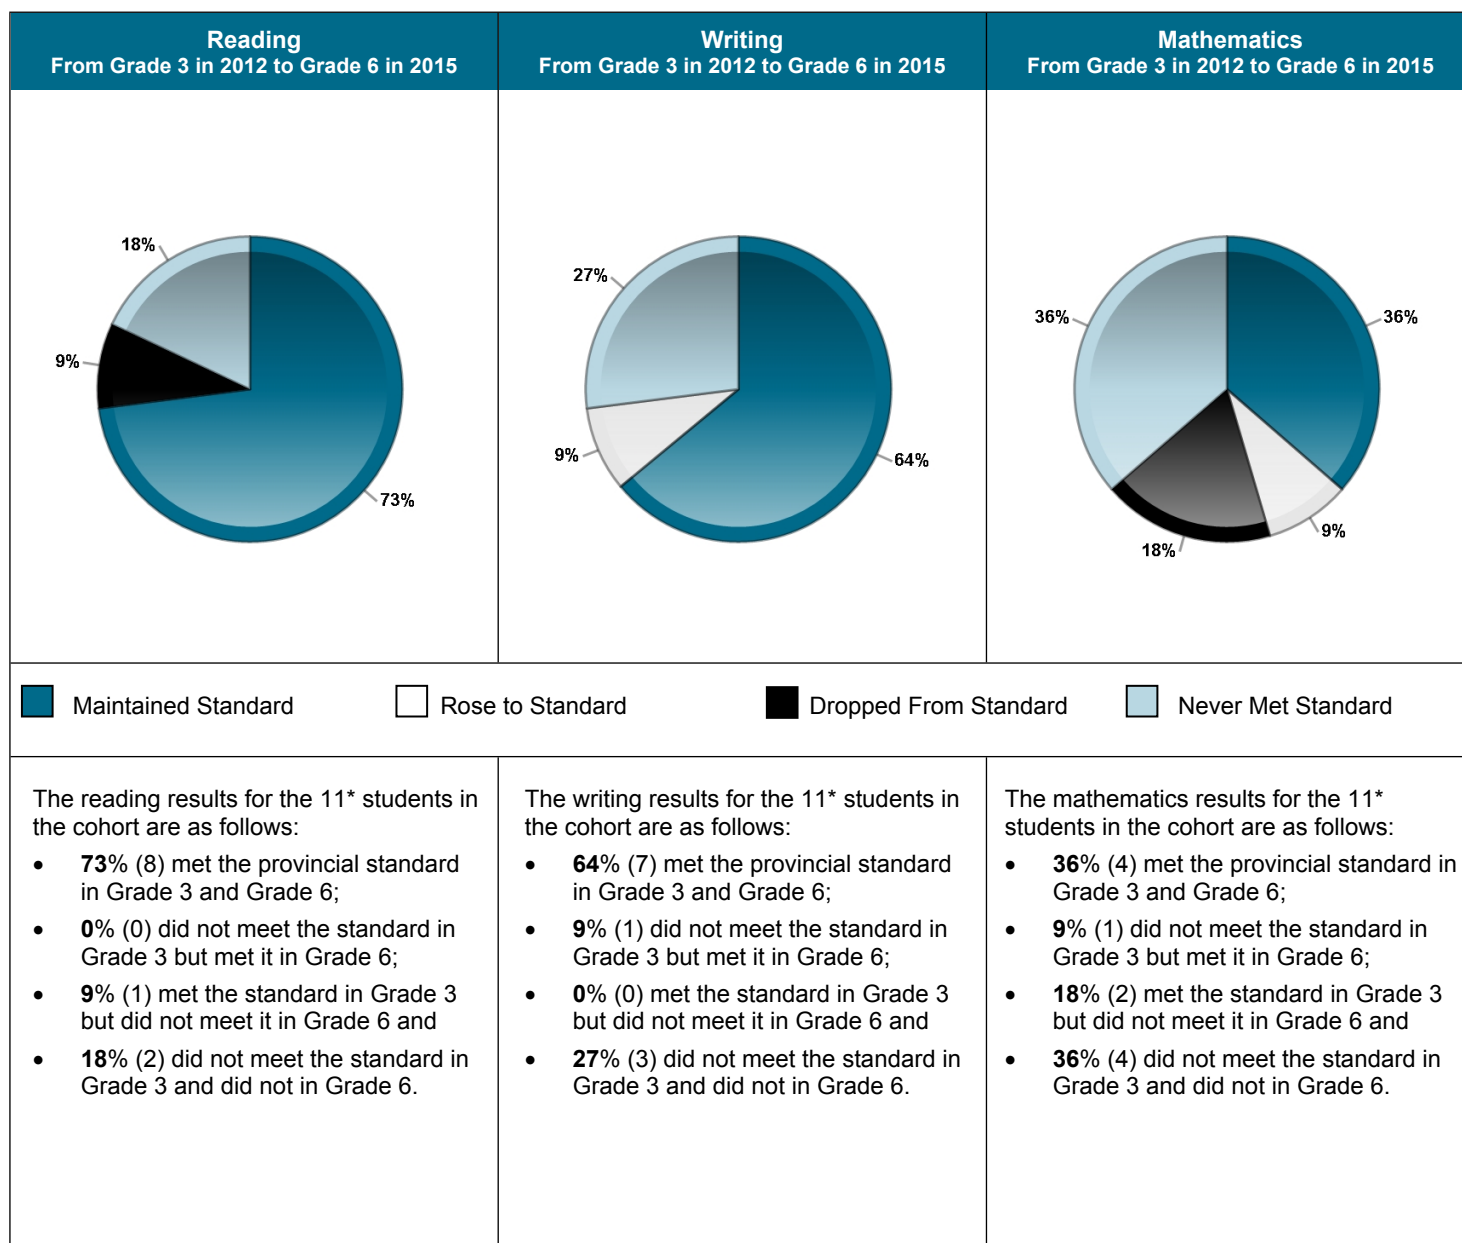 Reading
From Grade 3 in 2012 to Grade 6 in 2015
Writing
From Grade 3 in 2012 to Grade 6 in 2015
Mathematics
From Grade 3 in 2012 to Grade 6 in 2015
18%
9%
73%
27%
9%
64%
36%
36%
18%
9%
Maintained Standard
Rose to Standard
Dropped From Standard
Never Met Standard
The reading results for the 11* students in
the cohort are as follows:
• 73% (8) met the provincial standard
in Grade 3 and Grade 6;
• 0% (0) did not meet the standard in
Grade 3 but met it in Grade 6;
• 9% (1) met the standard in Grade 3
but did not meet it in Grade 6 and
• 18% (2) did not meet the standard in
Grade 3 and did not in Grade 6.
The writing results for the 11* students in
the cohort are as follows:
• 64% (7) met the provincial standard
in Grade 3 and Grade 6;
• 9% (1) did not meet the standard in
Grade 3 but met it in Grade 6;
• 0% (0) met the standard in Grade 3
but did not meet it in Grade 6 and
• 27% (3) did not meet the standard in
Grade 3 and did not in Grade 6.
The mathematics results for the 11*
students in the cohort are as follows:
• 36% (4) met the provincial standard in
Grade 3 and Grade 6;
• 9% (1) did not meet the standard in
Grade 3 but met it in Grade 6;
• 18% (2) met the standard in Grade 3
but did not meet it in Grade 6 and
• 36% (4) did not meet the standard in
Grade 3 and did not in Grade 6.